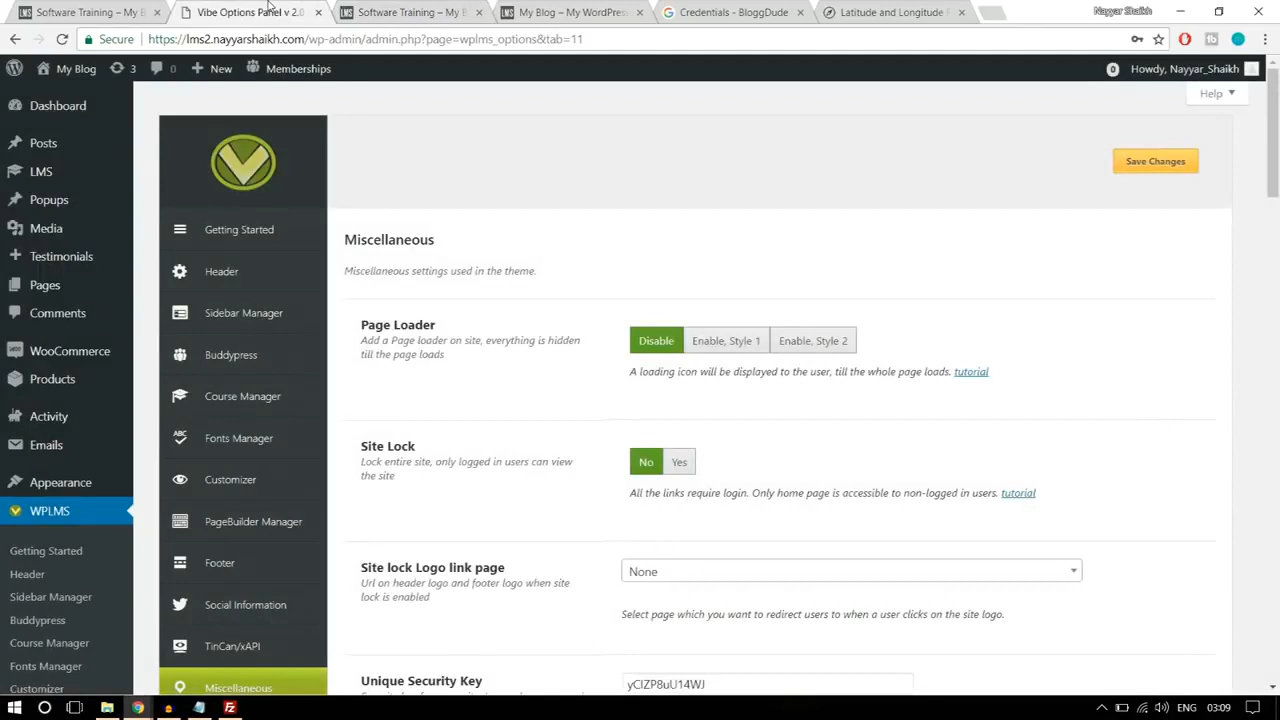 Software Training – My B
Vibe Options Panel v 2.0
Software Training – My B
My Blog – My WordPress
Credentials - BloggDude
Latitude and Longitude
Nayyar Shaikh
Secure
https://lms2.nayyarshaikh.com/wp-admin/admin.php?page=wplms_options&tab=11
My Blog
3
0
New
Memberships
0
Howdy, Nayyar_Shaikh
Help
Dashboard
Posts
LMS
Popups
Media
Testimonials
Pages
Comments
WooCommerce
Products
Activity
Emails
Appearance
WPLMS
Getting Started
Header
Sidebar Manager
Buddypress
Course Manager
Fonts Manager
Customizer
Getting Started
Header
Sidebar Manager
Buddypress
Course Manager
Fonts Manager
Customizer
PageBuilder Manager
Footer
Social Information
TinCan/xAPI
Miscellaneous
Save Changes
Miscellaneous
Miscellaneous settings used in the theme.
Page Loader
Add a Page loader on site, everything is hidden
till the page loads
Disable
Enable, Style 1
Enable, Style 2
A loading icon will be displayed to the user, till the whole page loads. tutorial
Site Lock
Lock entire site, only logged in users can view
the site
No
Yes
All the links require login. Only home page is accessible to non-logged in users. tutorial
Site lock Logo link page
Url on header logo and footer logo when site
lock is enabled
None
Select page which you want to redirect users to when a user clicks on the site logo.
Unique Security Key
ENG
03:09